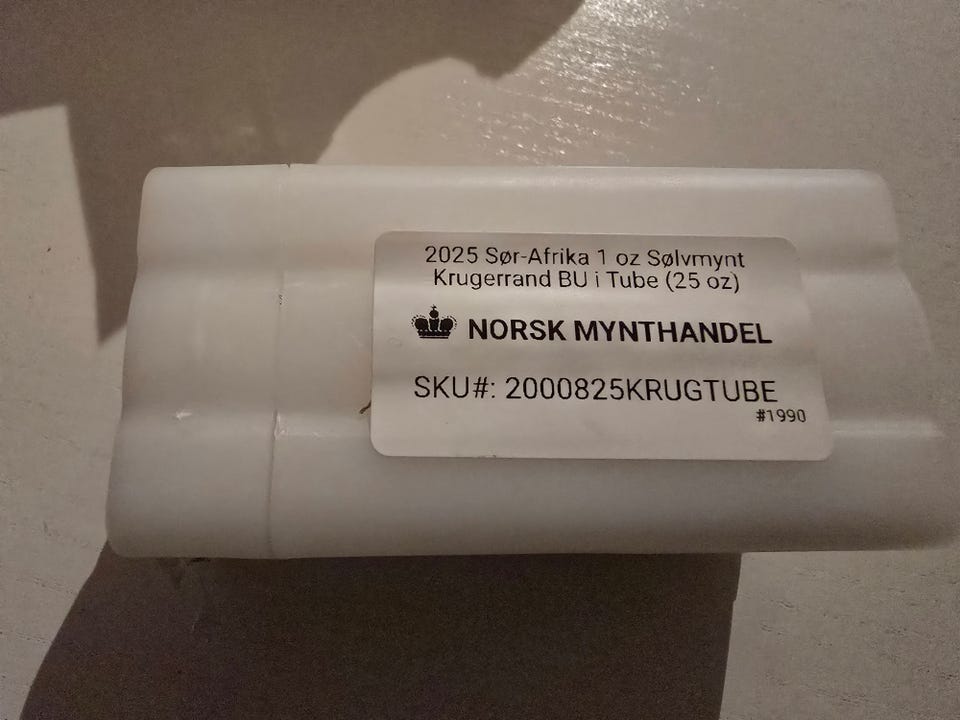 2025 Sør-Afrika 1 oz Sølvmynt
Krugerrand BU i Tube (25 oz)
NORSK MYNTHANDEL
SKU#: 2000825KRUGTUBE
#1990